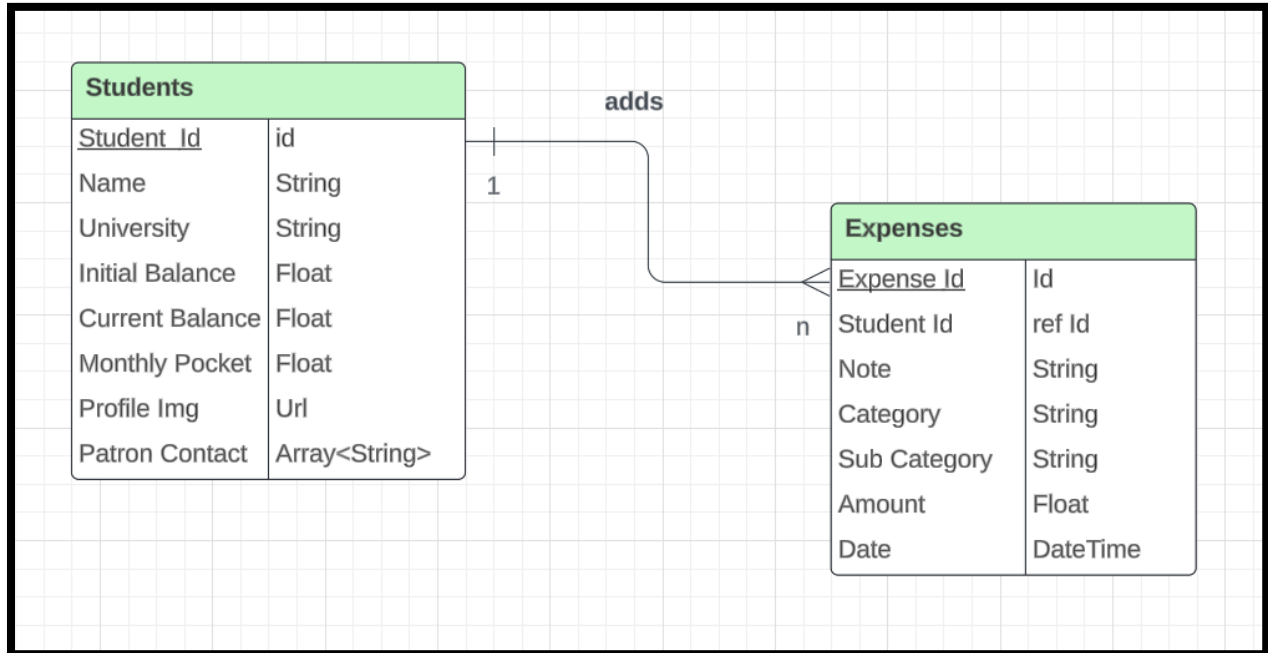 Students
Student_Id id
Name String
University String
Initial Balance Float
Current Balance Float
Monthly Pocket Float
Profile Img Url
Patron Contact Array<String>
adds
1
n
Expenses
Expense Id Id
Student Id ref Id
Note String
Category String
Sub Category String
Amount Float
Date DateTime